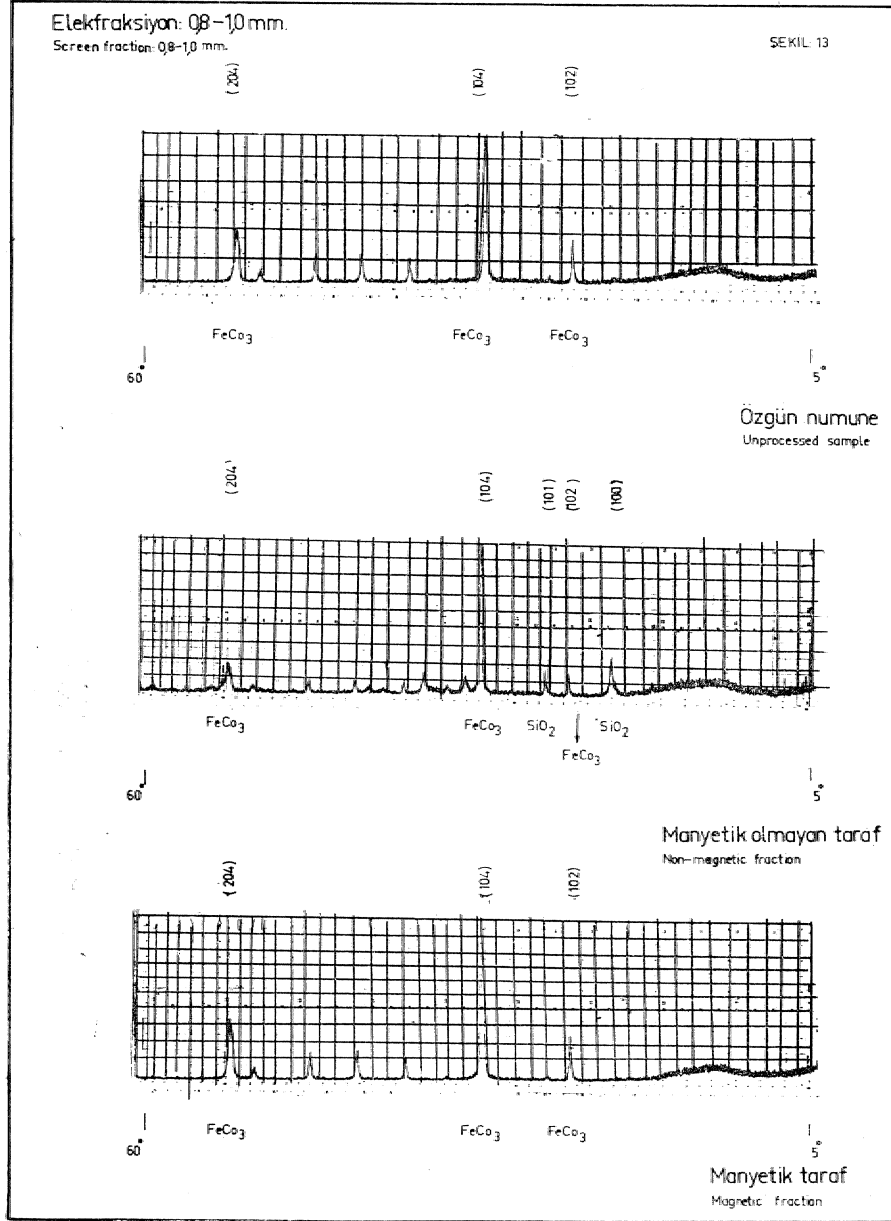 Elekfraksiyon: 0,8-1,0 mm.
Screen fraction: 0,8-1,0 mm.
ŞEKİL: 13
(204) (104) (102)
FeCo3 FeCo3 FeCo3
60° 5°
Özgün numune
Unprocessed sample
(204) (104) (101) (102) (100)
FeCo3 FeCo3 SiO2 SiO2
FeCo3
60° 5°
Manyetik olmayan taraf
Non-magnetic fraction
(204) (104) (102)
FeCo3 FeCo3 FeCo3
60° 5°
Manyetik taraf
Magnetic fraction